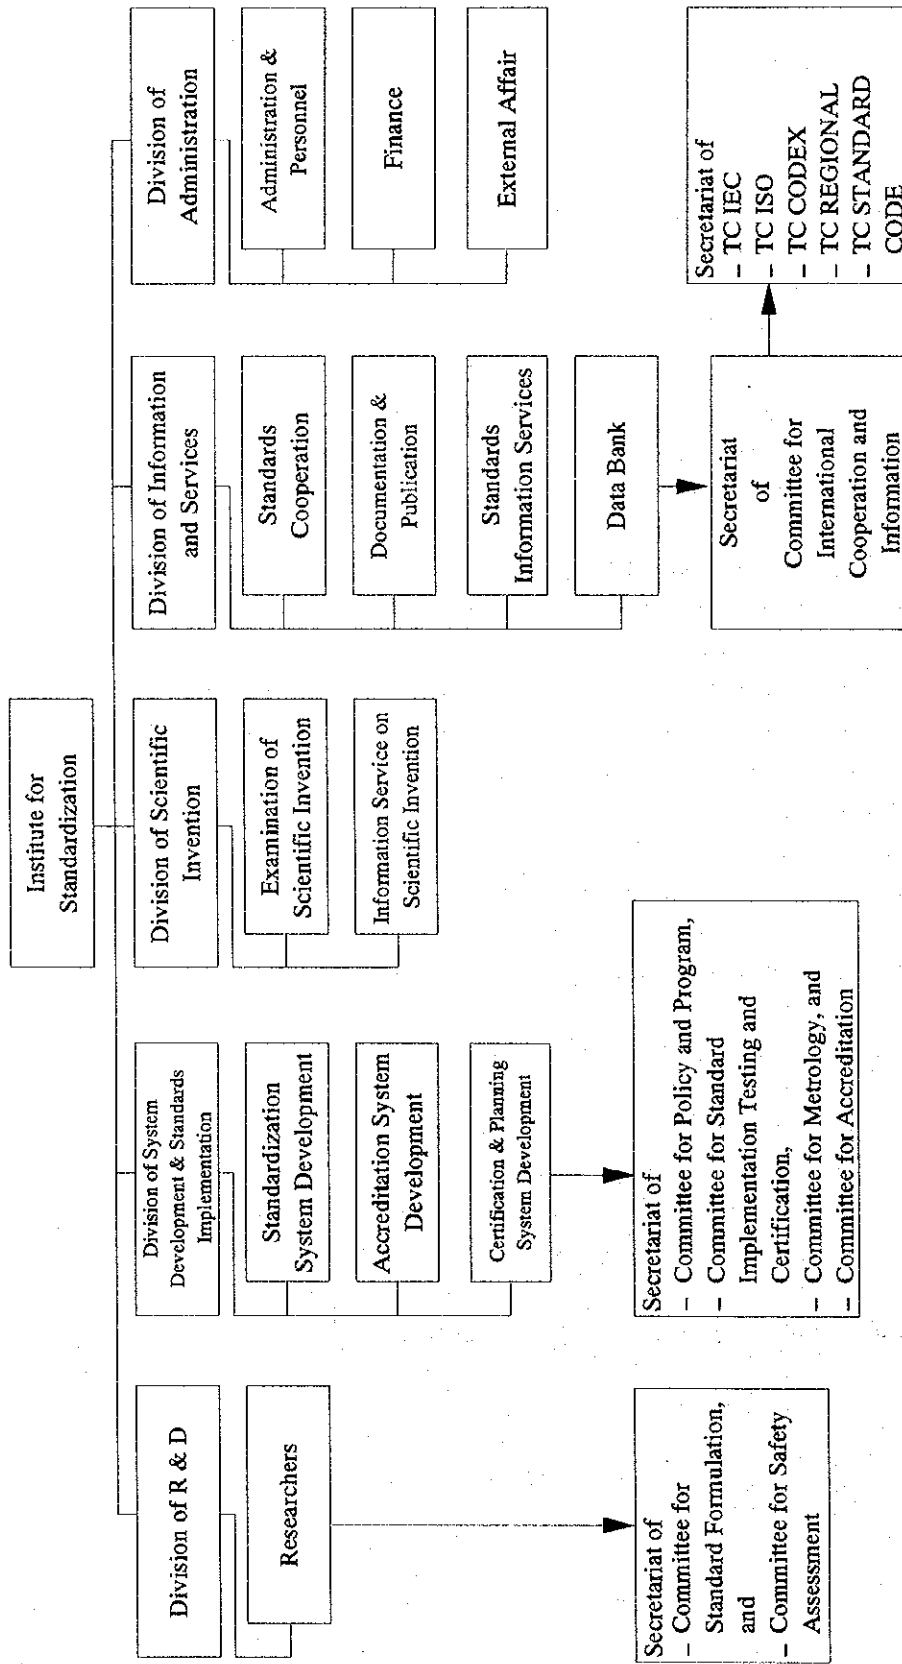 Institute for
Standardization
Division of R & D
Researchers
Secretariat of
– Committee for
Standard Formulation,
and
– Committee for Safety
Assessment
Division of System
Development & Standards
Implementation
Standardization
System Development
Accreditation System
Development
Certification & Planning
System Development
Secretariat of
– Committee for Policy and Program,
– Committee for Standard
Implementation Testing and
Certification,
– Committee for Metrology, and
– Committee for Accreditation
Division of Scientific
Invention
Examination of
Scientific Invention
Information Service on
Scientific Invention
Division of Information
and Services
Standards
Cooperation
Documentation &
Publication
Standards
Information Services
Data Bank
Secretariat
of
Committee for
International
Cooperation and
Information
Division of
Administration
Administration &
Personnel
Finance
External Affair
Secretariat of
– TC IEC
– TC ISO
– TC CODEX
– TC REGIONAL
– TC STANDARD
CODE